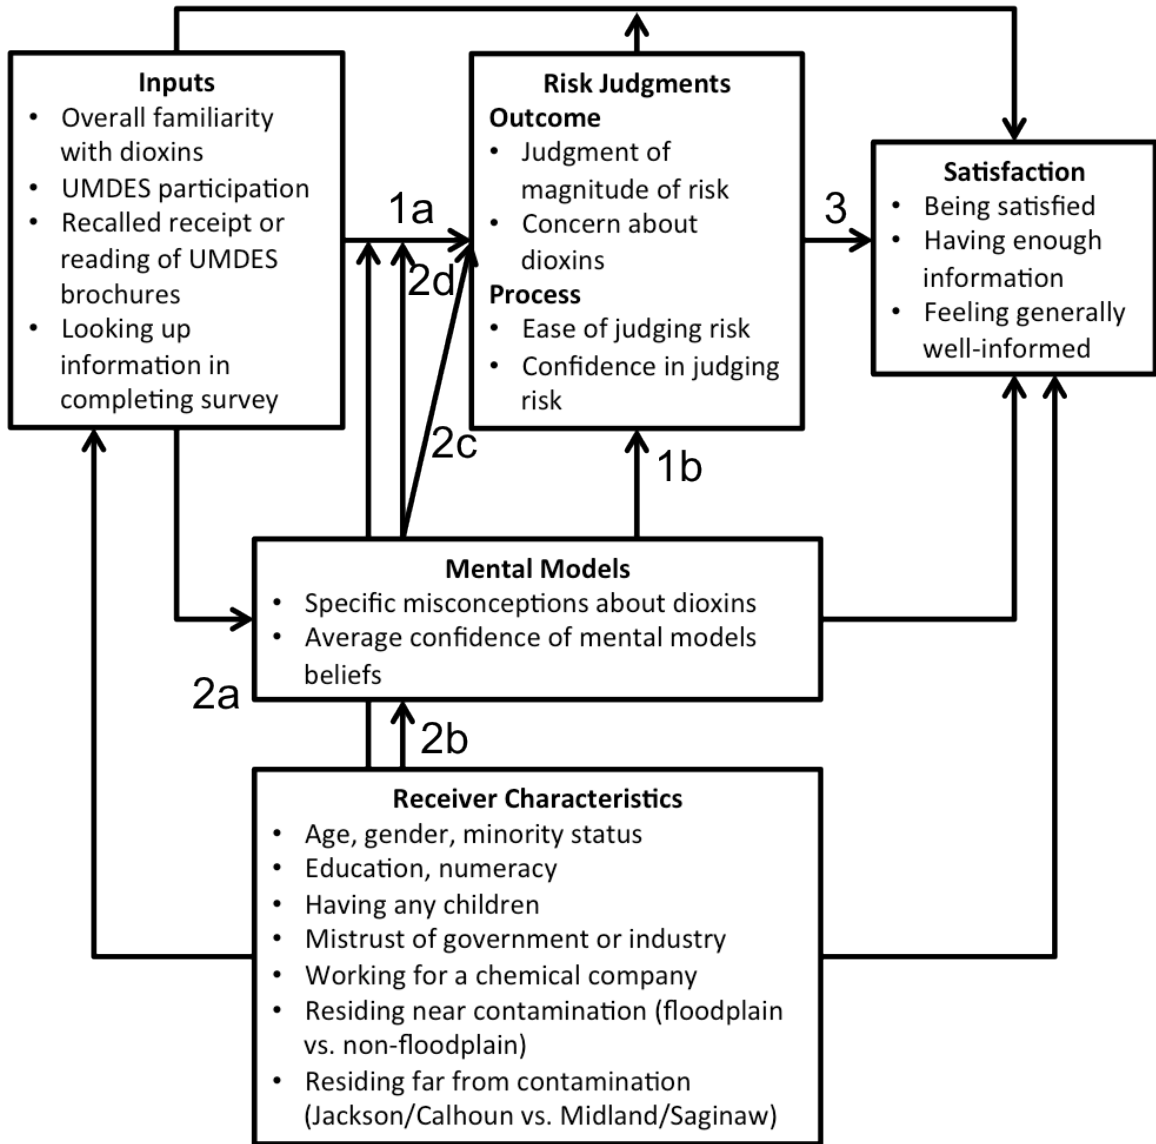 Inputs
• Overall familiarity
with dioxins
• UMDES participation
• Recalled receipt or
reading of UMDES
brochures
• Looking up
information in
completing survey
1a
2d
2c
Risk Judgments
Outcome
• Judgment of
magnitude of risk
• Concern about
dioxins
Process
• Ease of judging risk
• Confidence in judging
risk
3
1b
Satisfaction
• Being satisfied
• Having enough
information
• Feeling generally
well-informed
Mental Models
• Specific misconceptions about dioxins
• Average confidence of mental models
beliefs
2a
2b
Receiver Characteristics
• Age, gender, minority status
• Education, numeracy
• Having any children
• Mistrust of government or industry
• Working for a chemical company
• Residing near contamination (floodplain
vs. non-floodplain)
• Residing far from contamination
(Jackson/Calhoun vs. Midland/Saginaw)